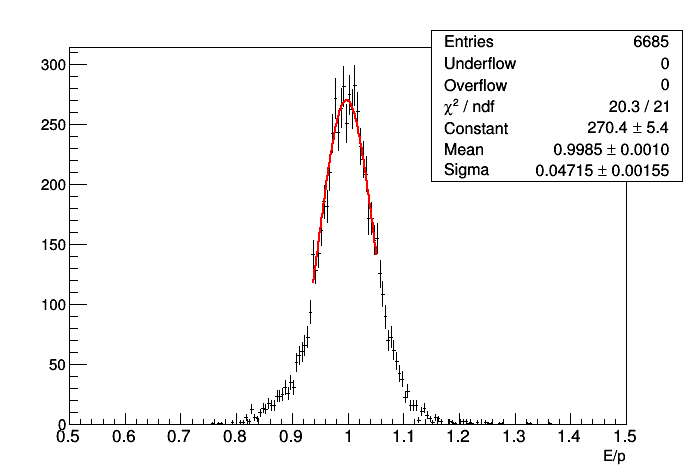 Entries 6685
Underflow 0
Overflow 0
χ² / ndf 20.3 / 21
Constant 270.4 ± 5.4
Mean 0.9985 ± 0.0010
Sigma 0.04715 ± 0.00155
300
250
200
150
100
50
0
0.5 0.6 0.7 0.8 0.9 1 1.1 1.2 1.3 1.4 1.5
E/p